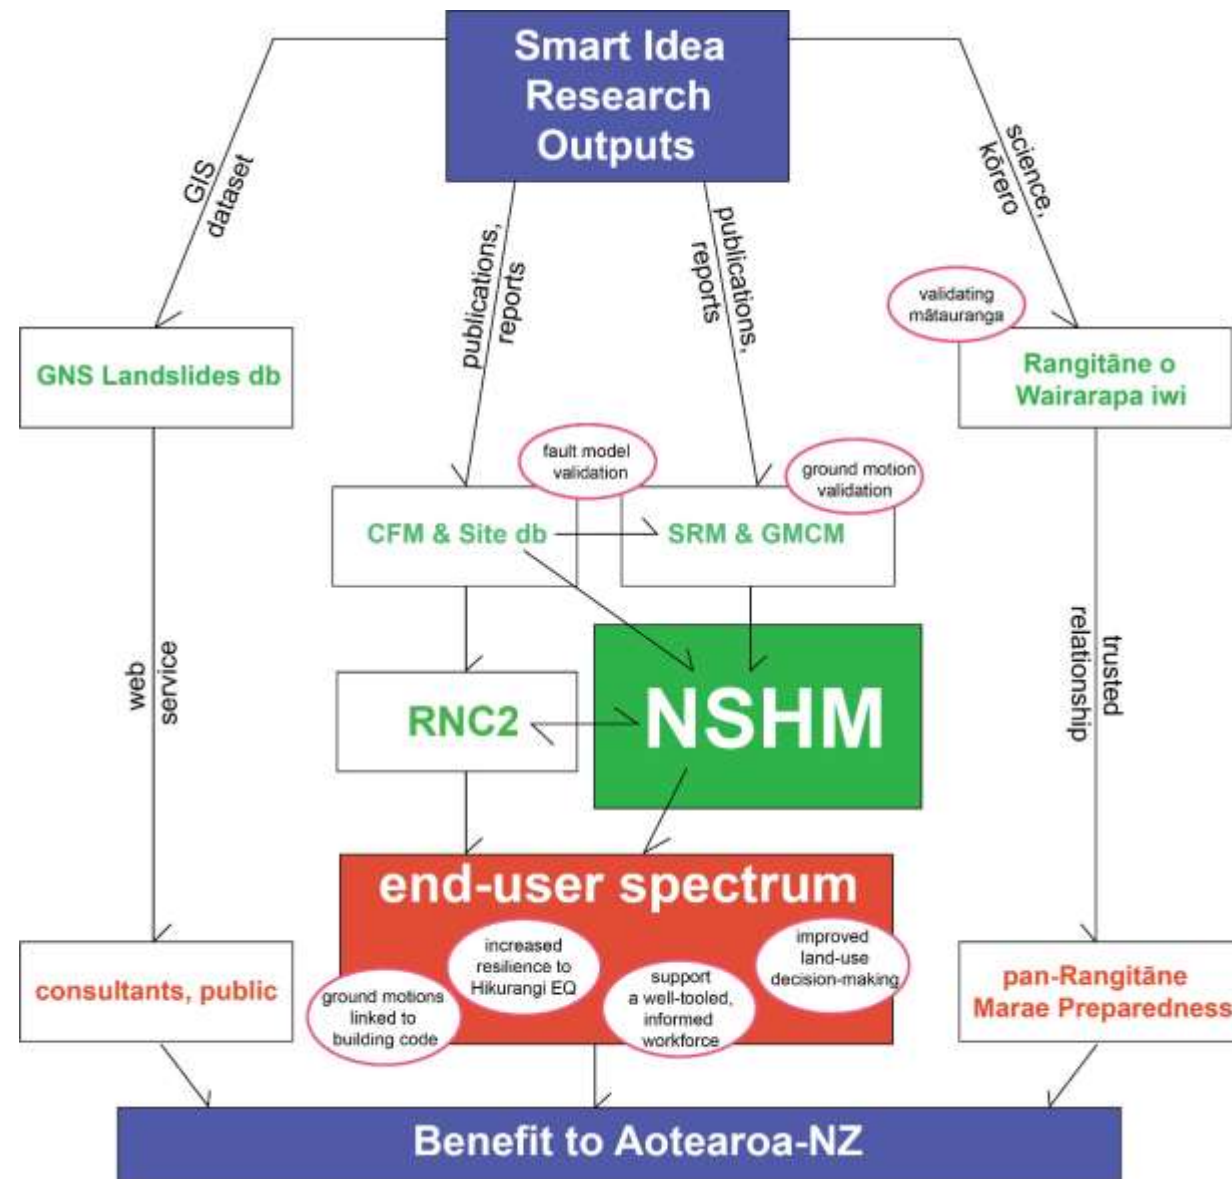 Smart Idea
Research
Outputs
GIS
dataset
publications,
reports
publications,
reports
science,
kōrero
validating
mātauranga
GNS Landslides db
Rangitāne o
Wairarapa iwi
fault model
validation
ground motion
validation
CFM & Site db
SRM & GMCM
web
service
trusted
relationship
RNC2
NSHM
end-user spectrum
ground motions
linked to
building code
increased
resilience to
Hikurangi EQ
support
a well-tooled,
informed
workforce
improved
land-use
decision-making
consultants, public
pan-Rangitāne
Marae Preparedness
Benefit to Aotearoa-NZ